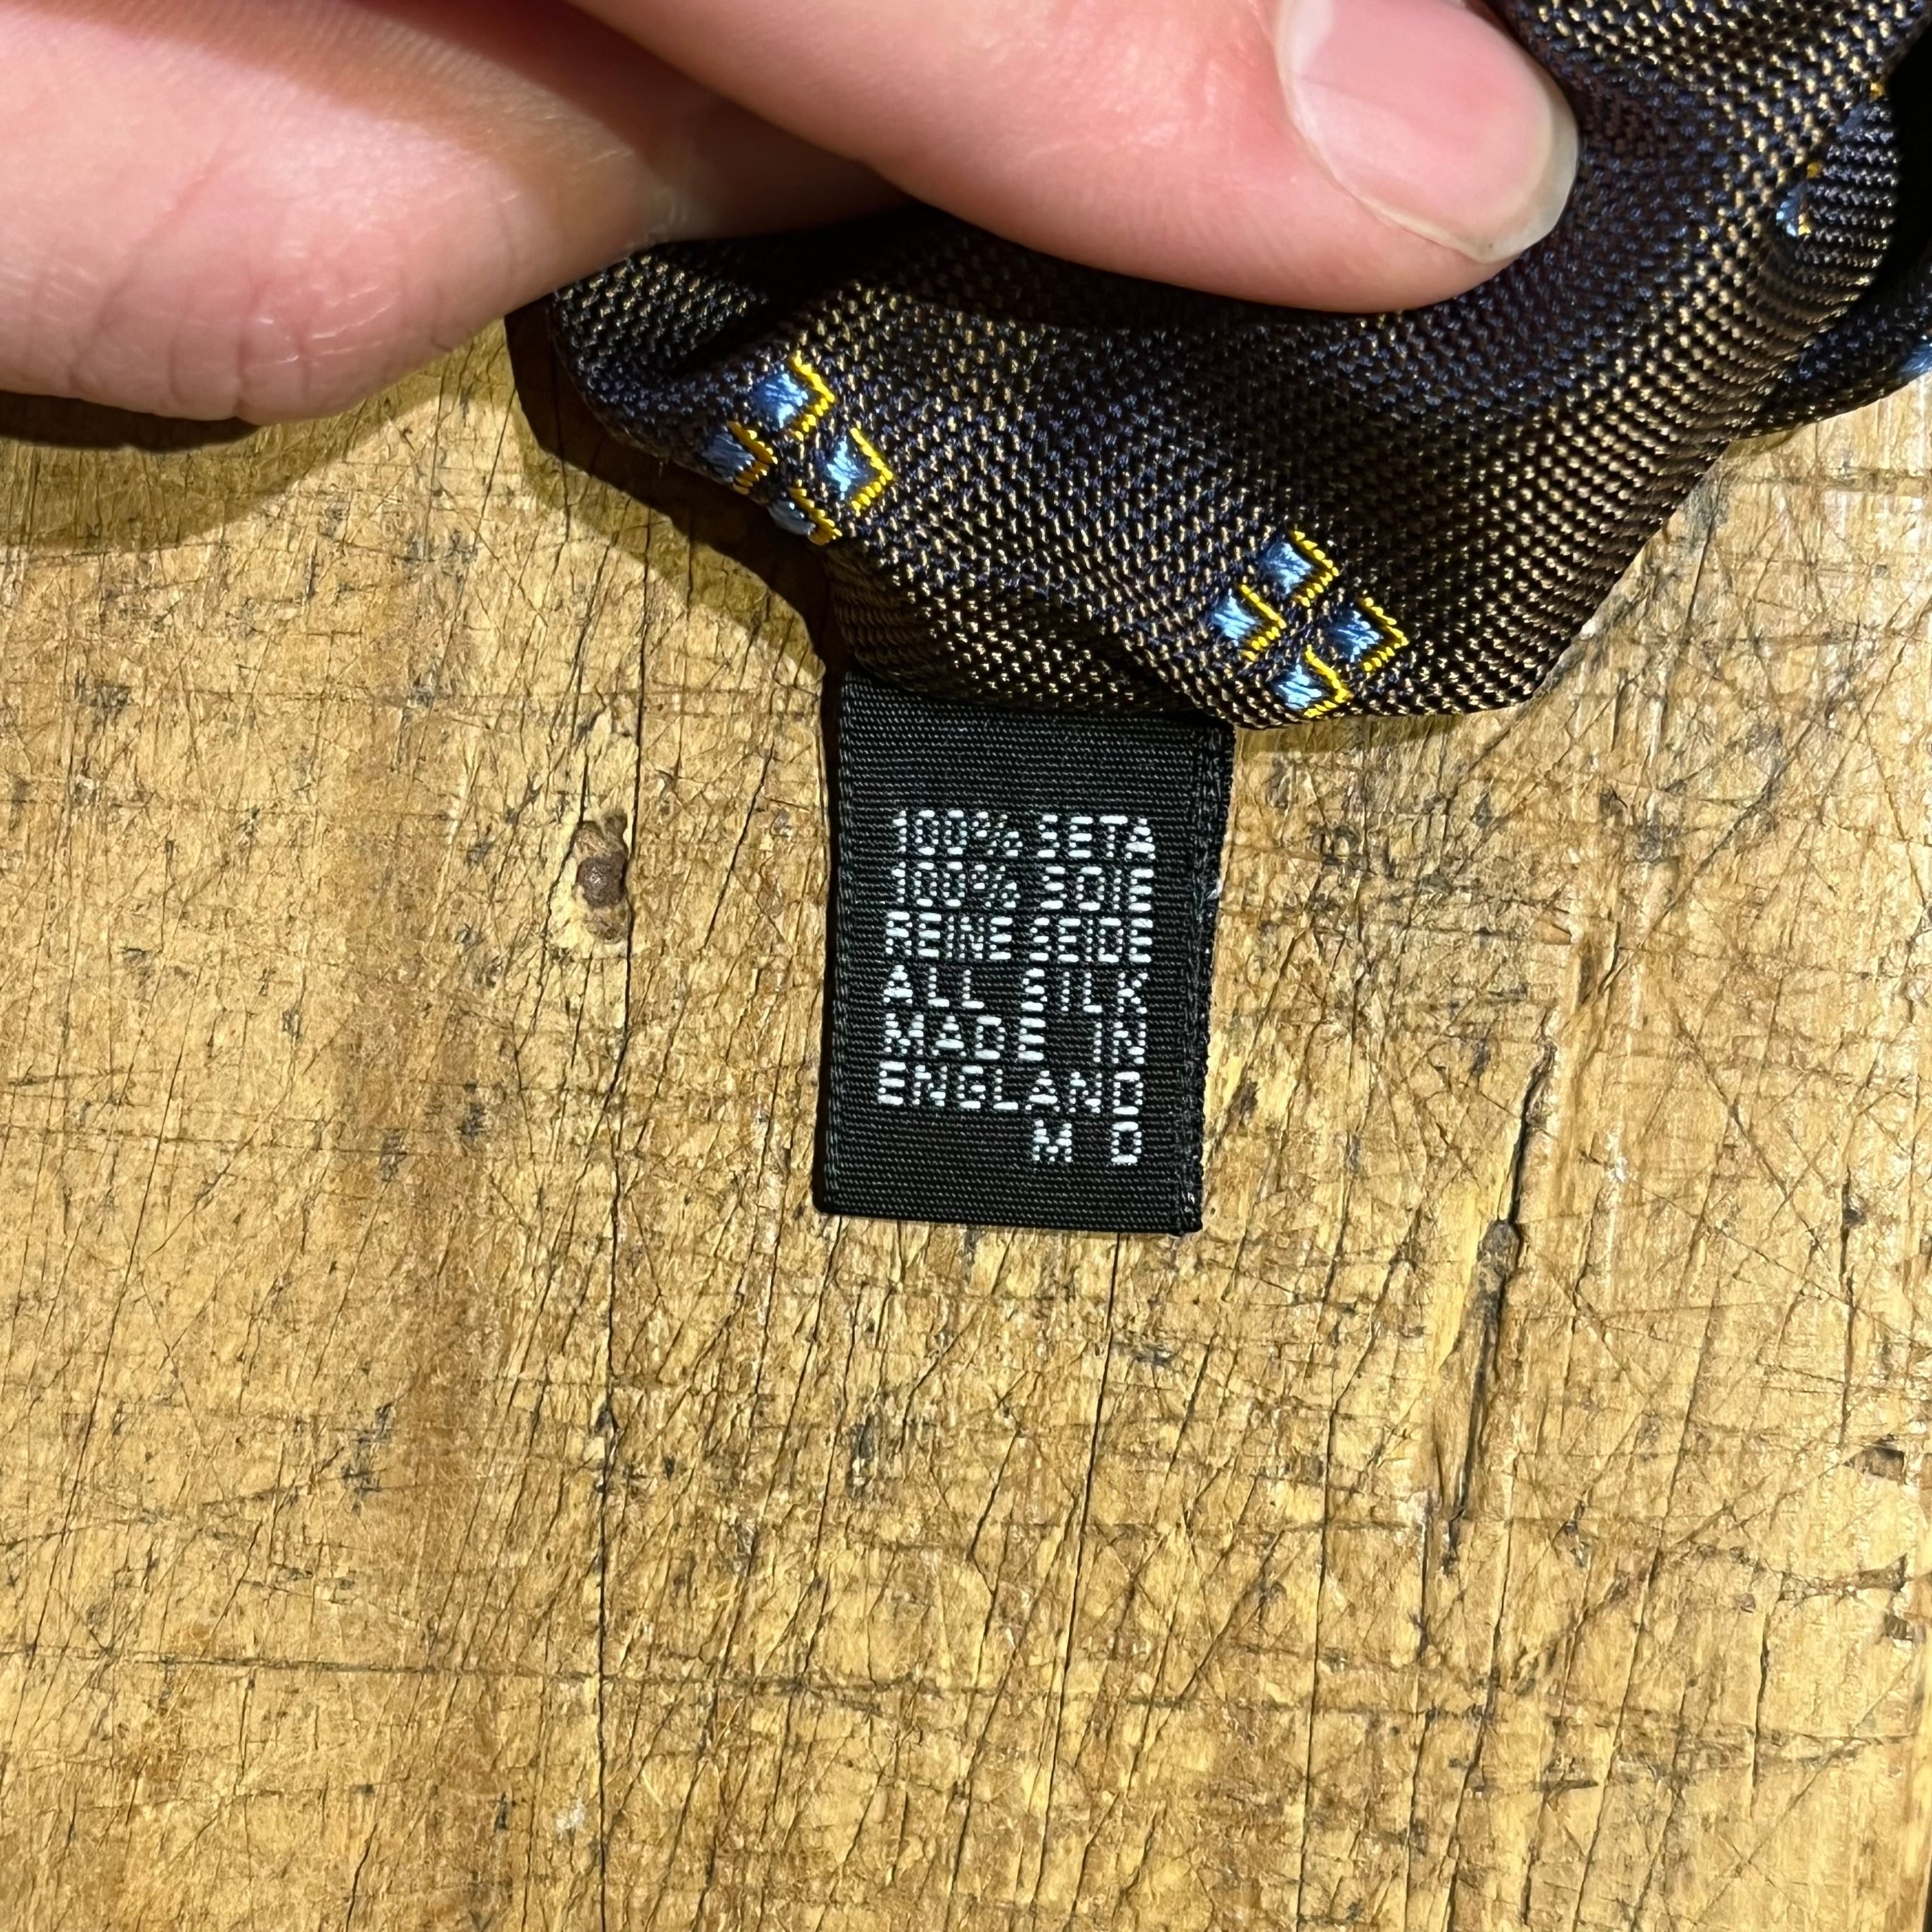 100% SETA
100% SOIE
REINE SEIDE
ALL SILK
MADE IN
ENGLAND
M D